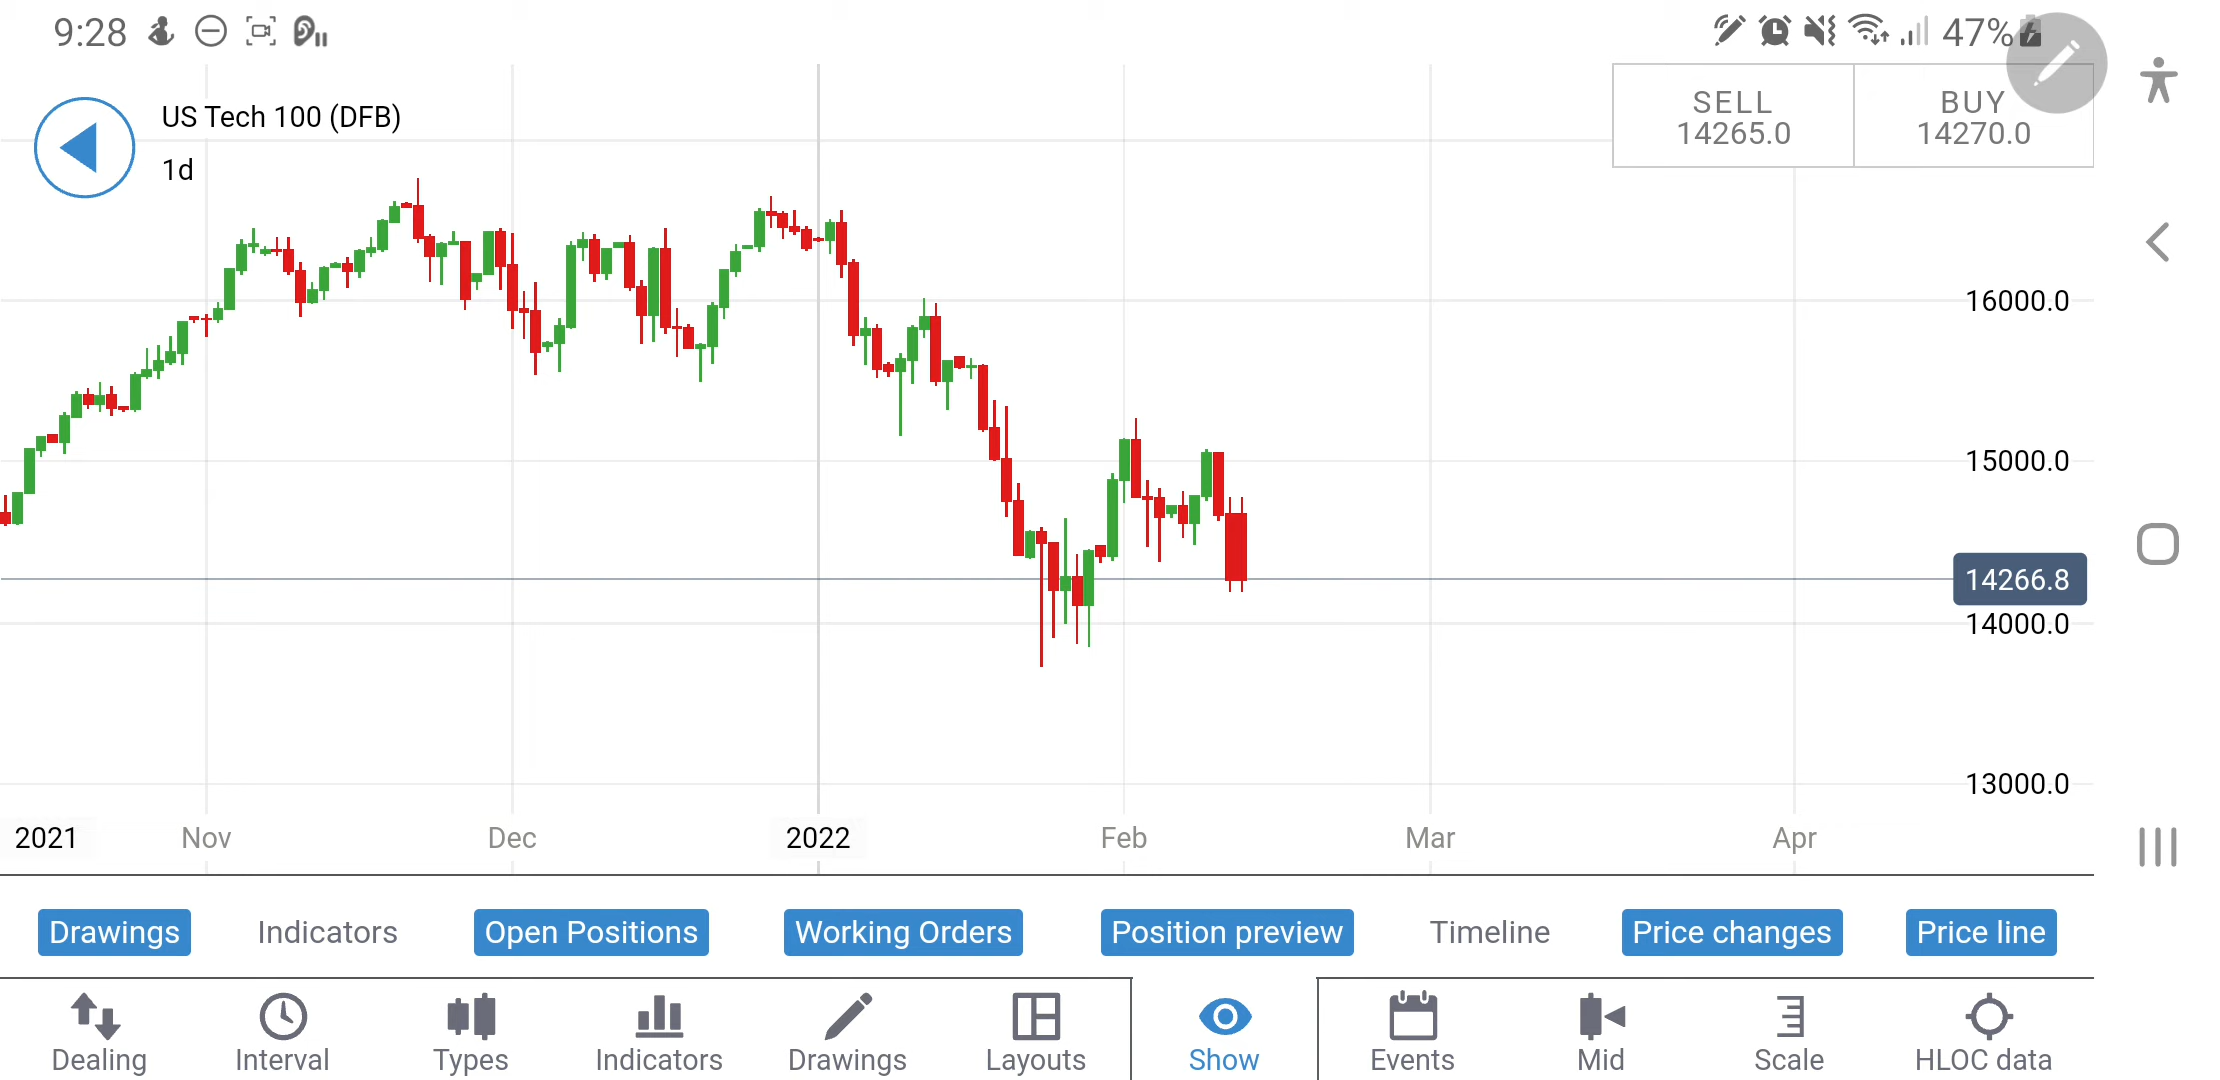 9:28
47%
US Tech 100 (DFB)
1d
SELL
14265.0
BUY
14270.0
16000.0
15000.0
14266.8
14000.0
13000.0
2021 Nov Dec 2022 Feb Mar Apr
Drawings Indicators Open Positions Working Orders Position preview Timeline Price changes Price line
Dealing Interval Types Indicators Drawings Layouts Show Events Mid Scale HLOC data